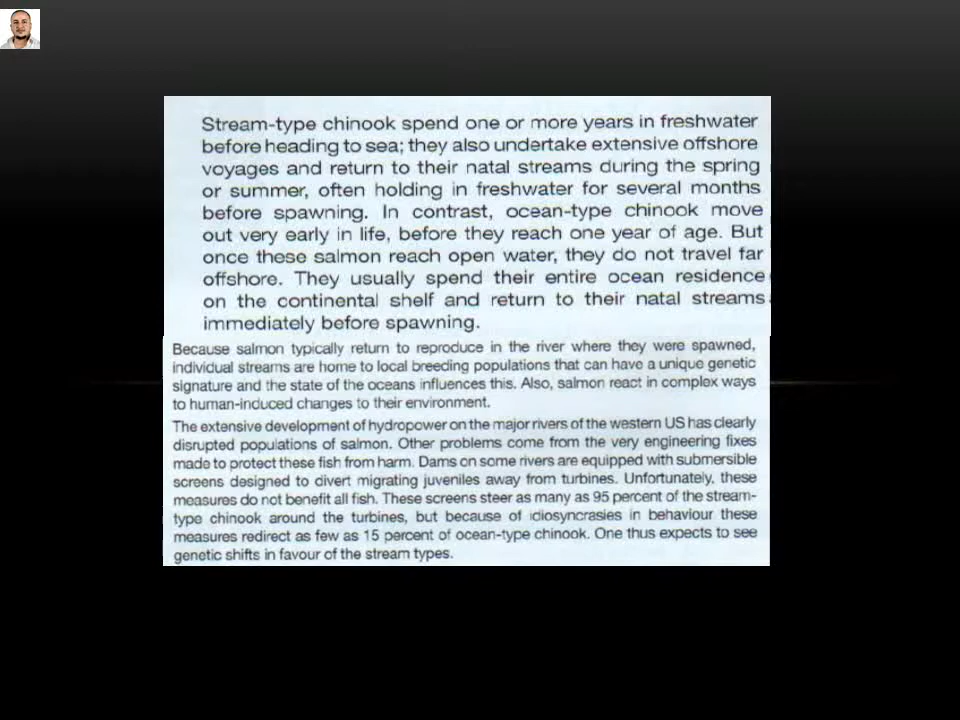 Stream-type chinook spend one or more years in freshwater
before heading to sea; they also undertake extensive offshore
voyages and return to their natal streams during the spring
or summer, often holding in freshwater for several months
before spawning. In contrast, ocean-type chinook move
out very early in life, before they reach one year of age. But
once these salmon reach open water, they do not travel far
offshore. They usually spend their entire ocean residence
on the continental shelf and return to their natal streams
immediately before spawning.
Because salmon typically return to reproduce in the river where they were spawned,
individual streams are home to local breeding populations that can have a unique genetic
signature and the state of the oceans influences this. Also, salmon react in complex ways
to human-induced changes to their environment.
The extensive development of hydropower on the major rivers of the western US has clearly
disrupted populations of salmon. Other problems come from the very engineering fixes
made to protect these fish from harm. Dams on some rivers are equipped with submersible
screens designed to divert migrating juveniles away from turbines. Unfortunately, these
measures do not benefit all fish. These screens steer as many as 95 percent of the stream-
type chinook around the turbines, but because of idiosyncrasies in behaviour these
measures redirect as few as 15 percent of ocean-type chinook. One thus expects to see
genetic shifts in favour of the stream types.